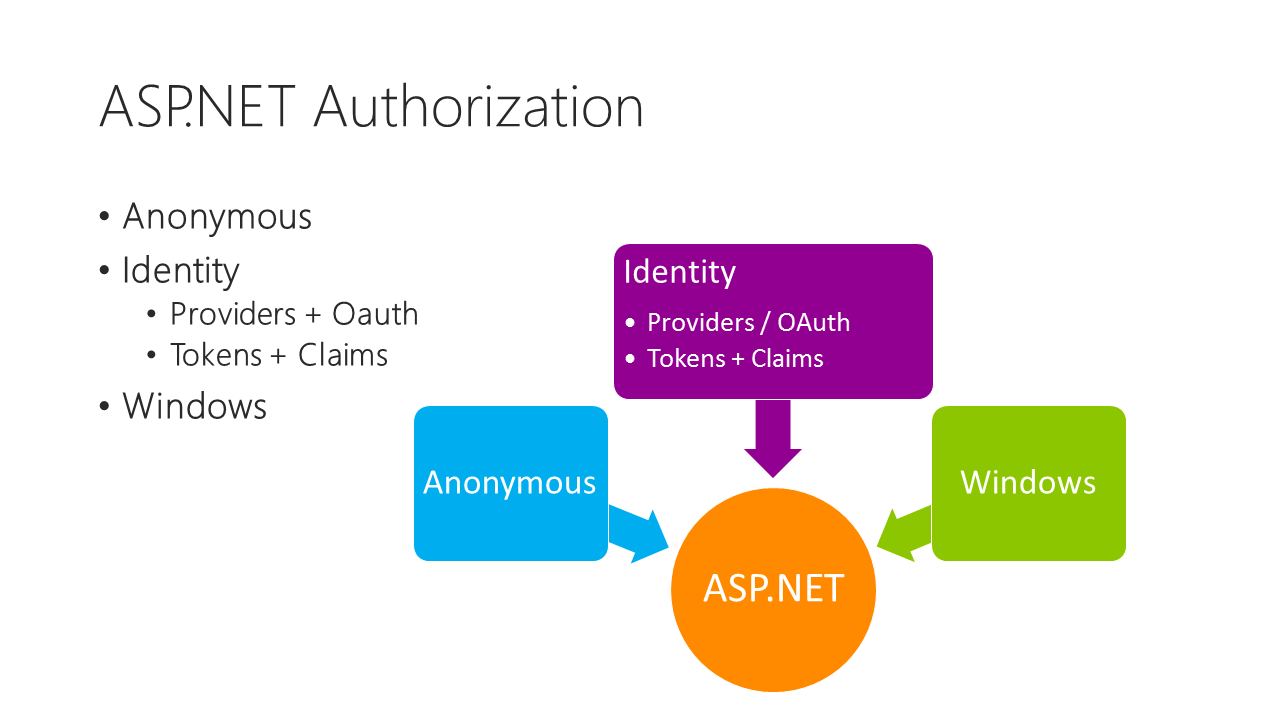 ASP.NET Authorization
• Anonymous
• Identity
• Providers + Oauth
• Tokens + Claims
• Windows
Identity
• Providers / OAuth
• Tokens + Claims
Anonymous
Windows
ASP.NET